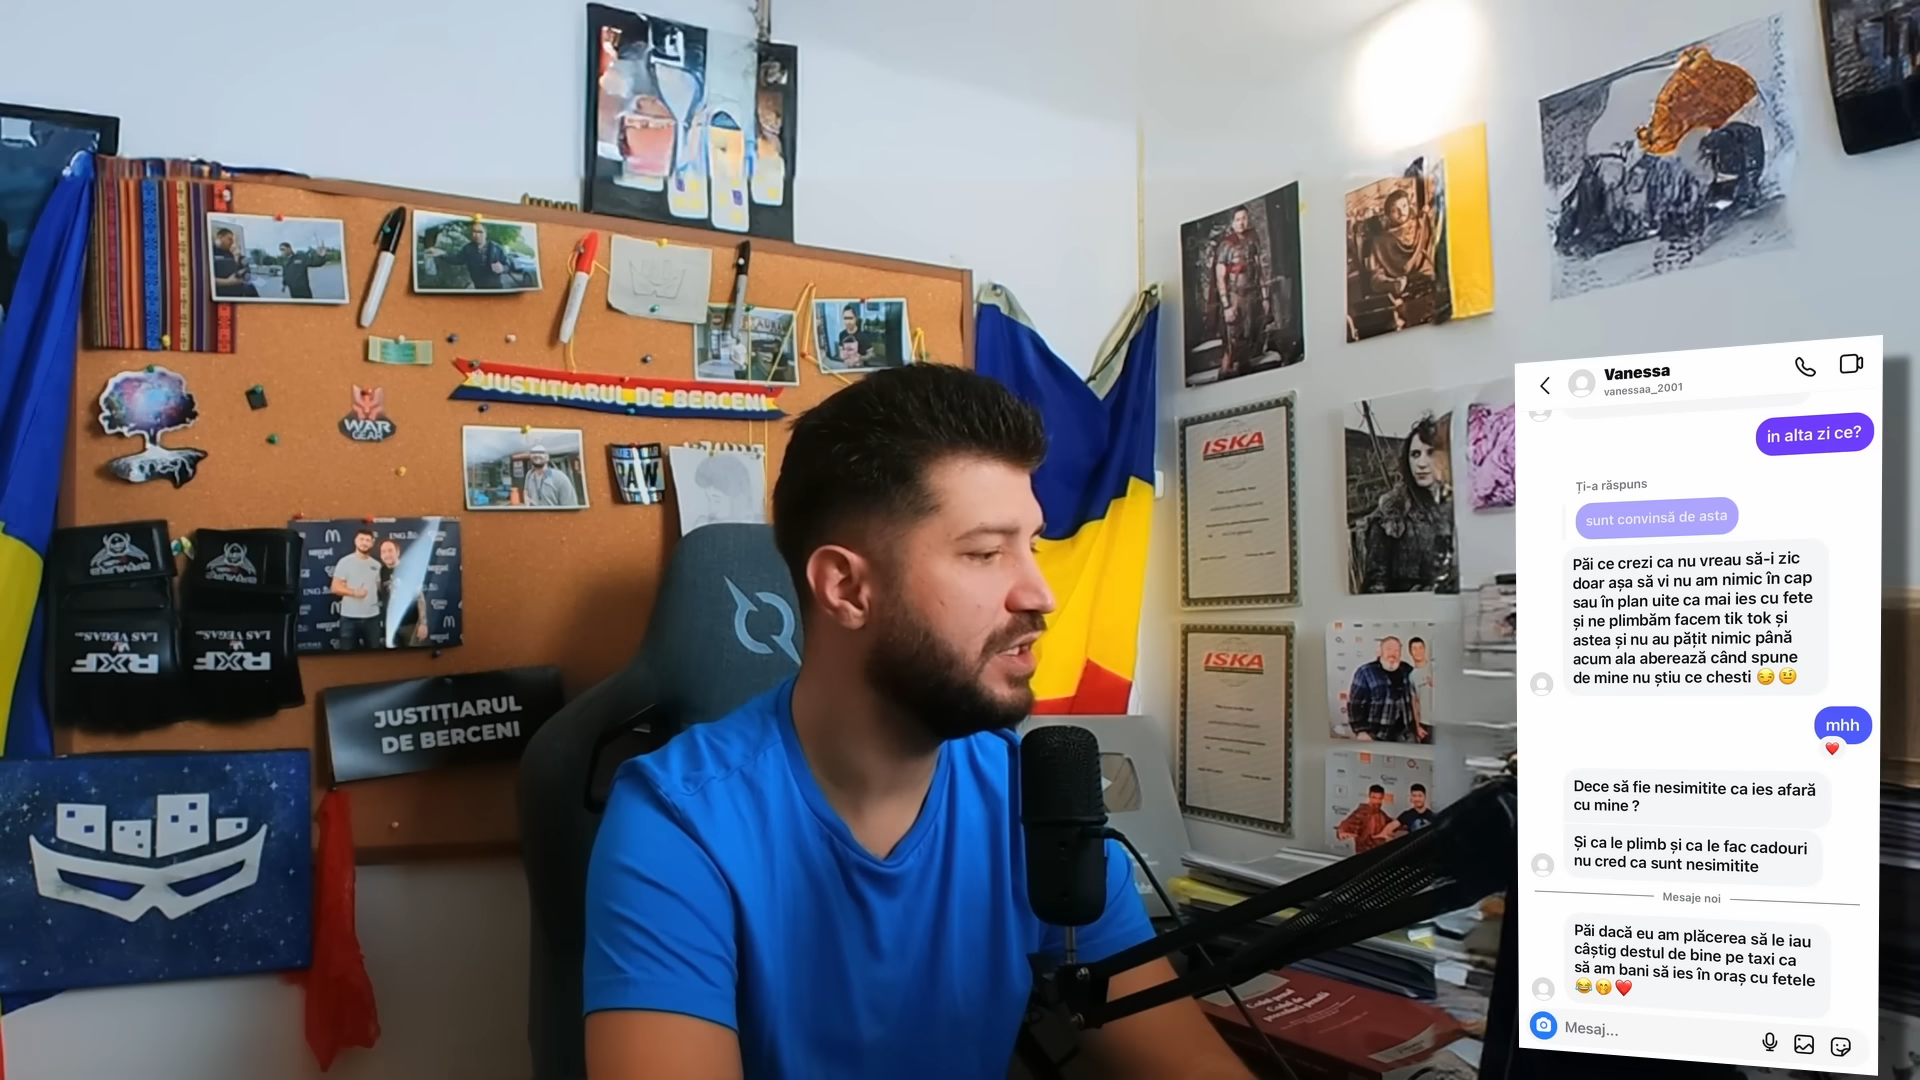 JUSTIȚIARUL DE BERCENI
WAR
GEAR
PAW
ISKA
ISKA
LAS VEGAS
RXF
LAS VEGAS
RXF
JUSTIȚIARUL
DE BERCENI
Vanessa
vanessaa_2001
in alta zi ce?
Ți-a răspuns
sunt convinsă de asta
Păi ce crezi ca nu vreau să-i zic
doar așa să vi nu am nimic în cap
sau în plan uite ca mai ies cu fete
și ne plimbăm facem tik tok și
astea și nu au pățit nimic până
acum ala aberează când spune
de mine nu știu ce chesti 😏 🤨
mhh
❤️
Dece să fie nesimitite ca ies afară
cu mine ?
Și ca le plimb și ca le fac cadouri
nu cred ca sunt nesimitite
Mesaje noi
Păi dacă eu am plăcerea să le iau
câștig destul de bine pe taxi ca
să am bani să ies în oraș cu fetele
😂🤭❤️
Mesaj...